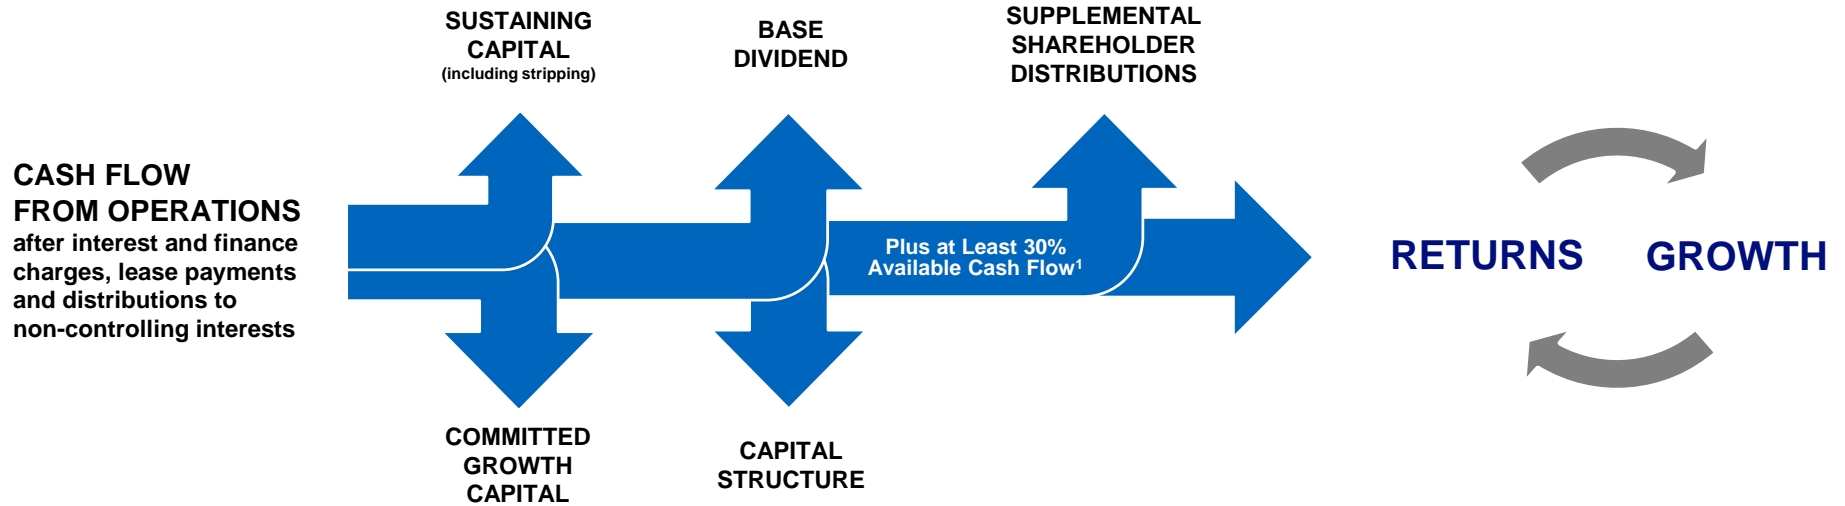 SUSTAINING
CAPITAL
(including stripping)
BASE
DIVIDEND
SUPPLEMENTAL
SHAREHOLDER
DISTRIBUTIONS
CASH FLOW
FROM OPERATIONS
after interest and finance
charges, lease payments
and distributions to
non-controlling interests
Plus at Least 30%
Available Cash Flow¹
RETURNS
GROWTH
COMMITTED
GROWTH
CAPITAL
CAPITAL
STRUCTURE